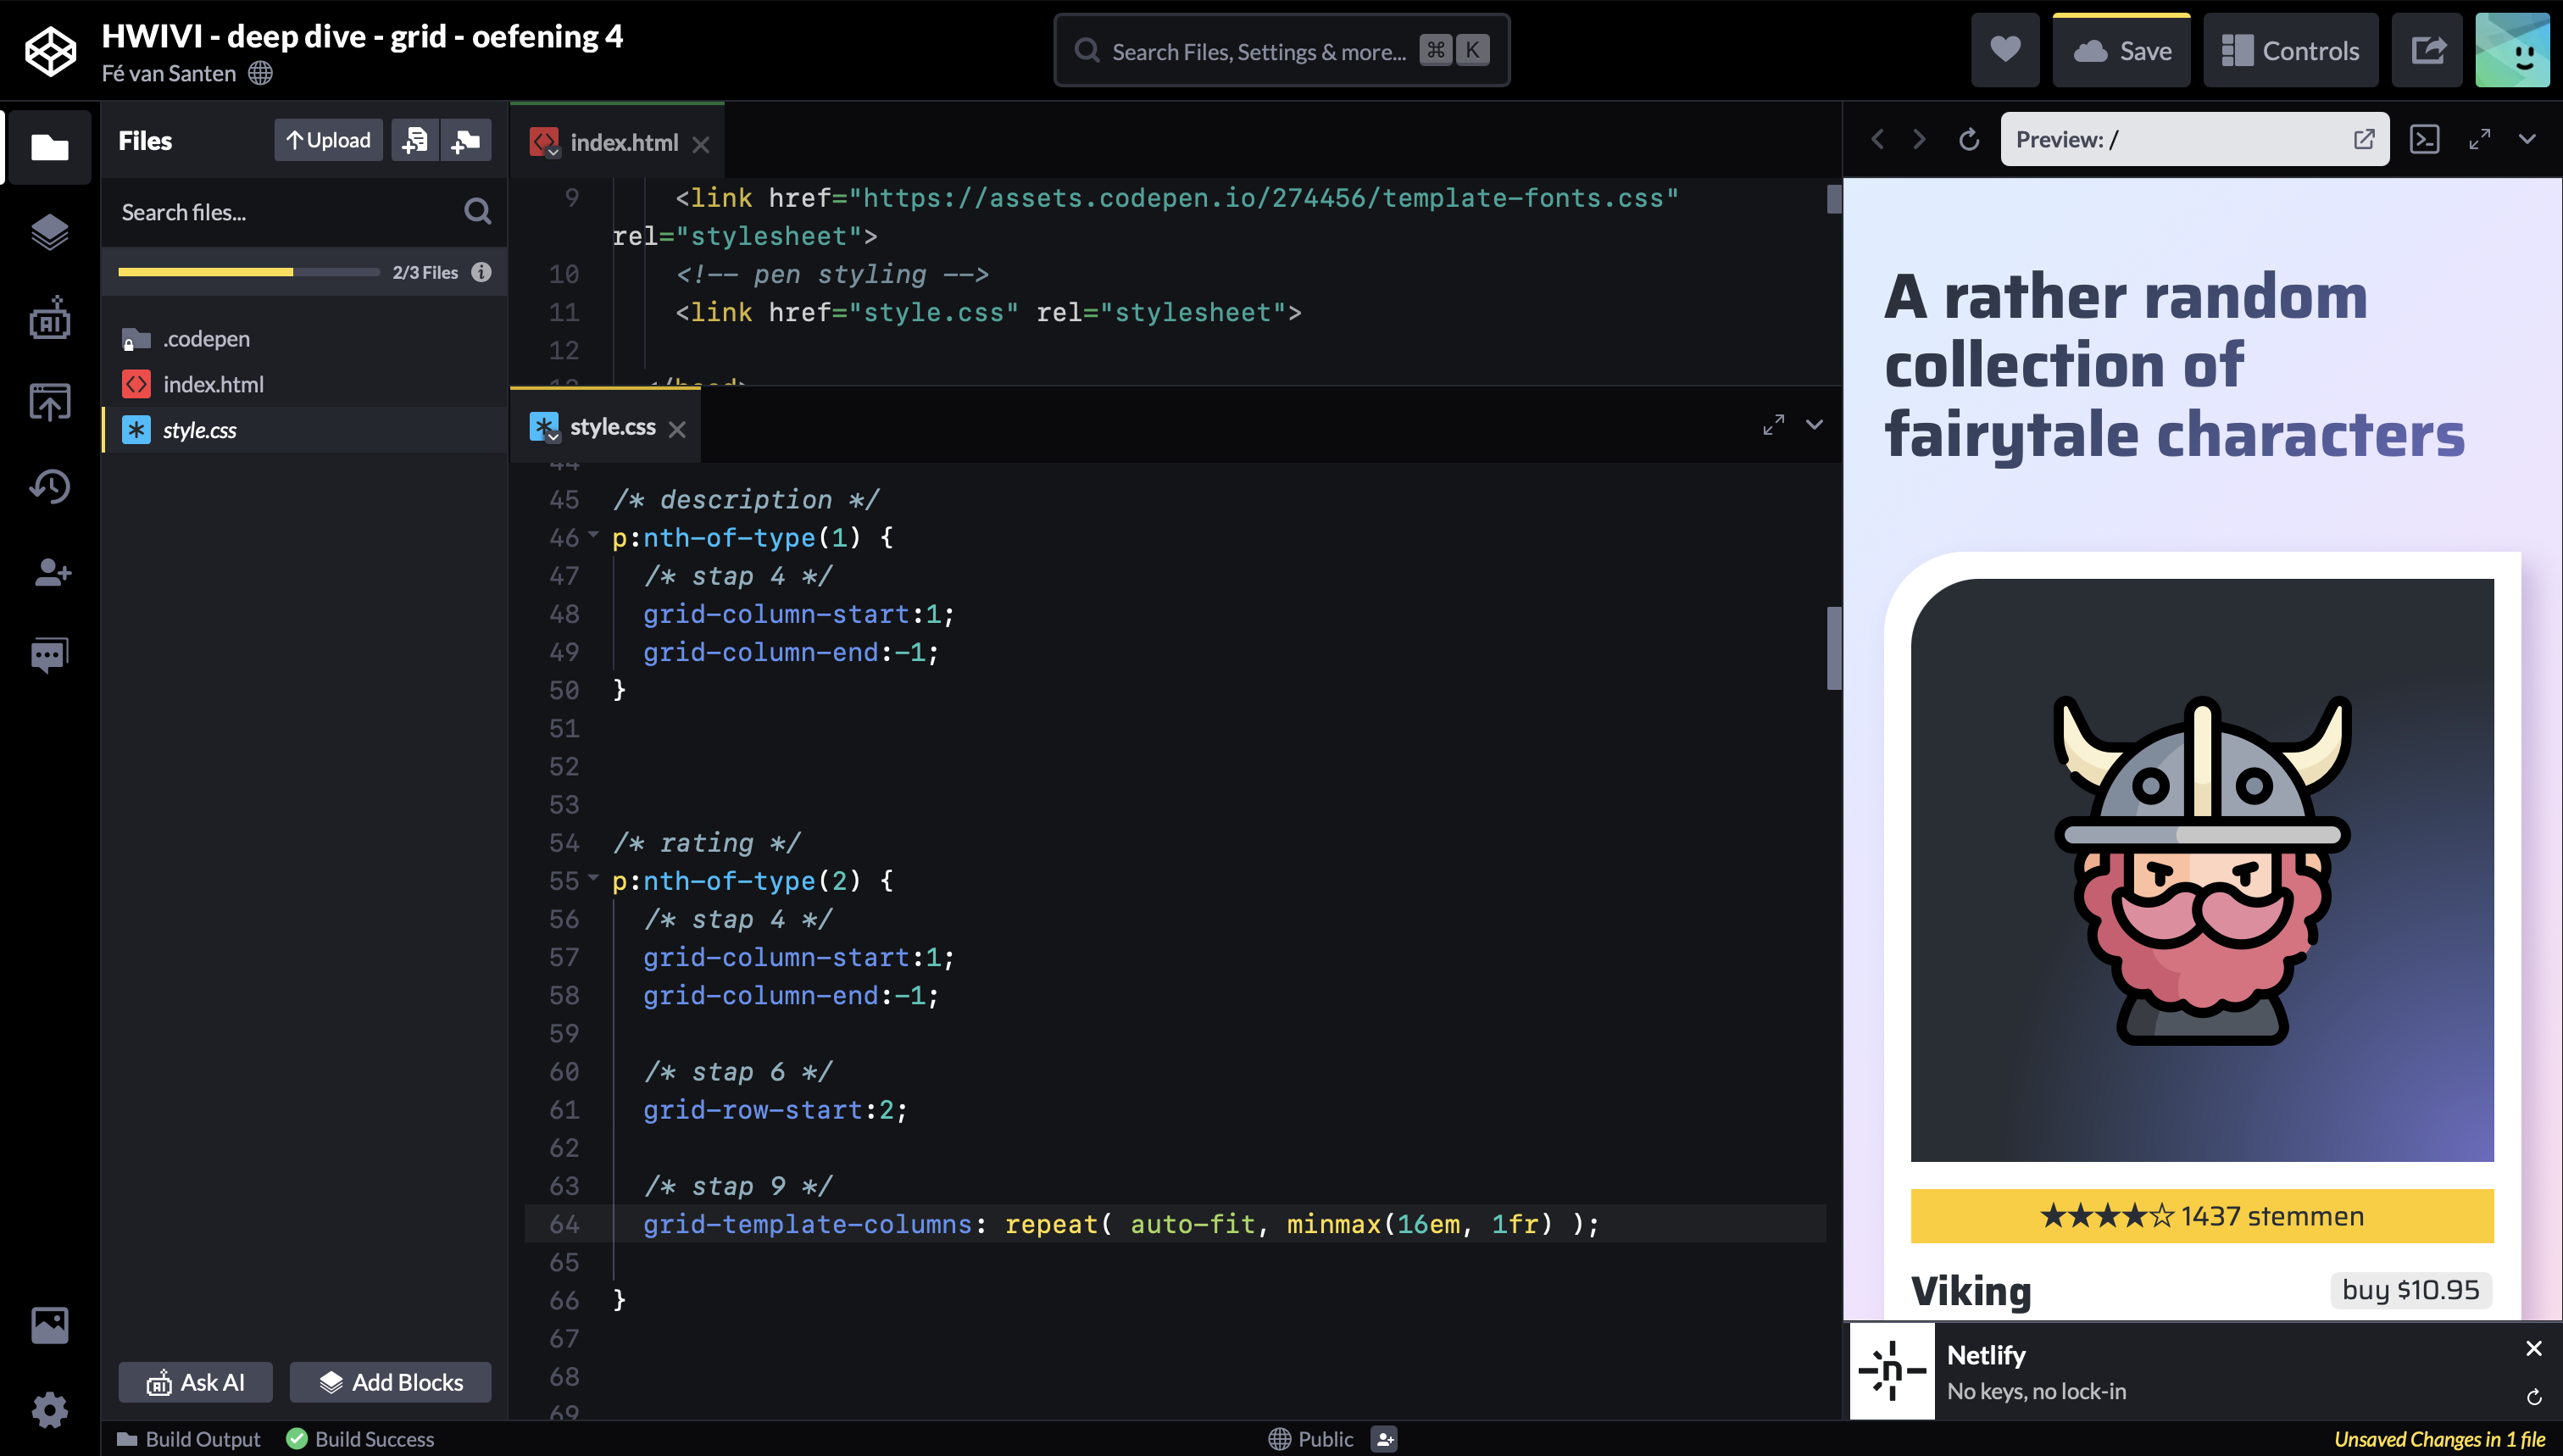 HWIVI - deep dive - grid - oefening 4
Fé van Santen
Search Files, Settings & more... ⌘ K
Save
Controls
Files
Upload
Search files...
2/3 Files
.codepen
index.html
style.css
Ask AI
Add Blocks
index.html
9 <link href="https://assets.codepen.io/274456/template-fonts.css"
rel="stylesheet">
10 <!-- pen styling -->
11 <link href="style.css" rel="stylesheet">
12
style.css
45 /* description */
46 p:nth-of-type(1) {
47 /* stap 4 */
48 grid-column-start:1;
49 grid-column-end:-1;
50 }
51
52
53
54 /* rating */
55 p:nth-of-type(2) {
56 /* stap 4 */
57 grid-column-start:1;
58 grid-column-end:-1;
59
60 /* stap 6 */
61 grid-row-start:2;
62
63 /* stap 9 */
64 grid-template-columns: repeat( auto-fit, minmax(16em, 1fr) );
65
66 }
67
68
69
Preview: /
A rather random
collection of
fairytale characters
★★★★☆ 1437 stemmen
Viking
buy $10.95
Netlify
No keys, no lock-in
Build Output
Build Success
Public
Unsaved Changes in 1 file